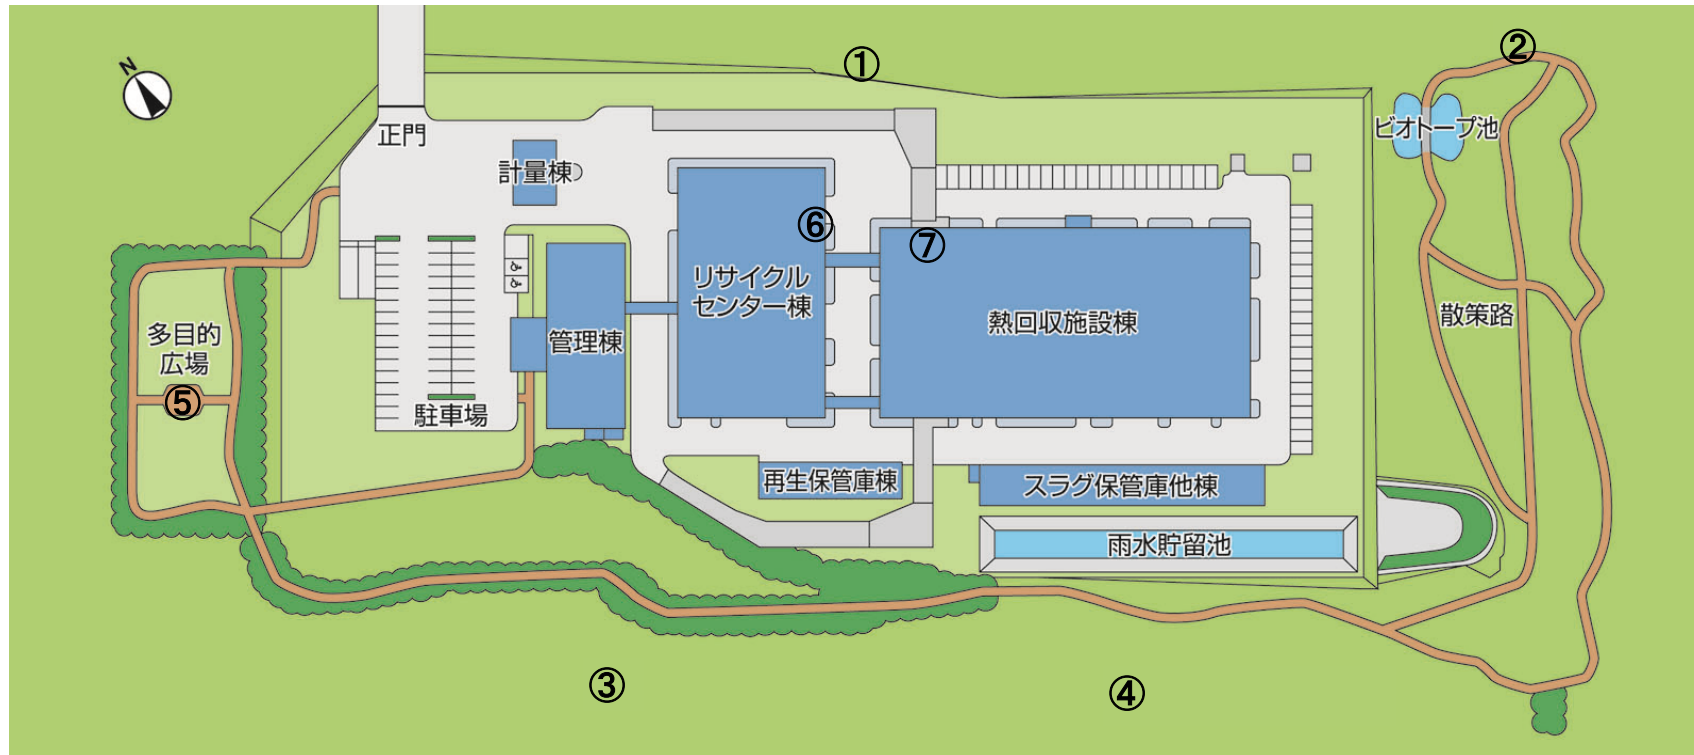 ①
②
N
正門
ビオトープ池
計量棟
⑥
⑦
リサイクル
センター棟
散策路
熱回収施設棟
多目的
広場
管理棟
⑤
駐車場
再生保管庫棟
スラグ保管庫他棟
雨水貯留池
③
④